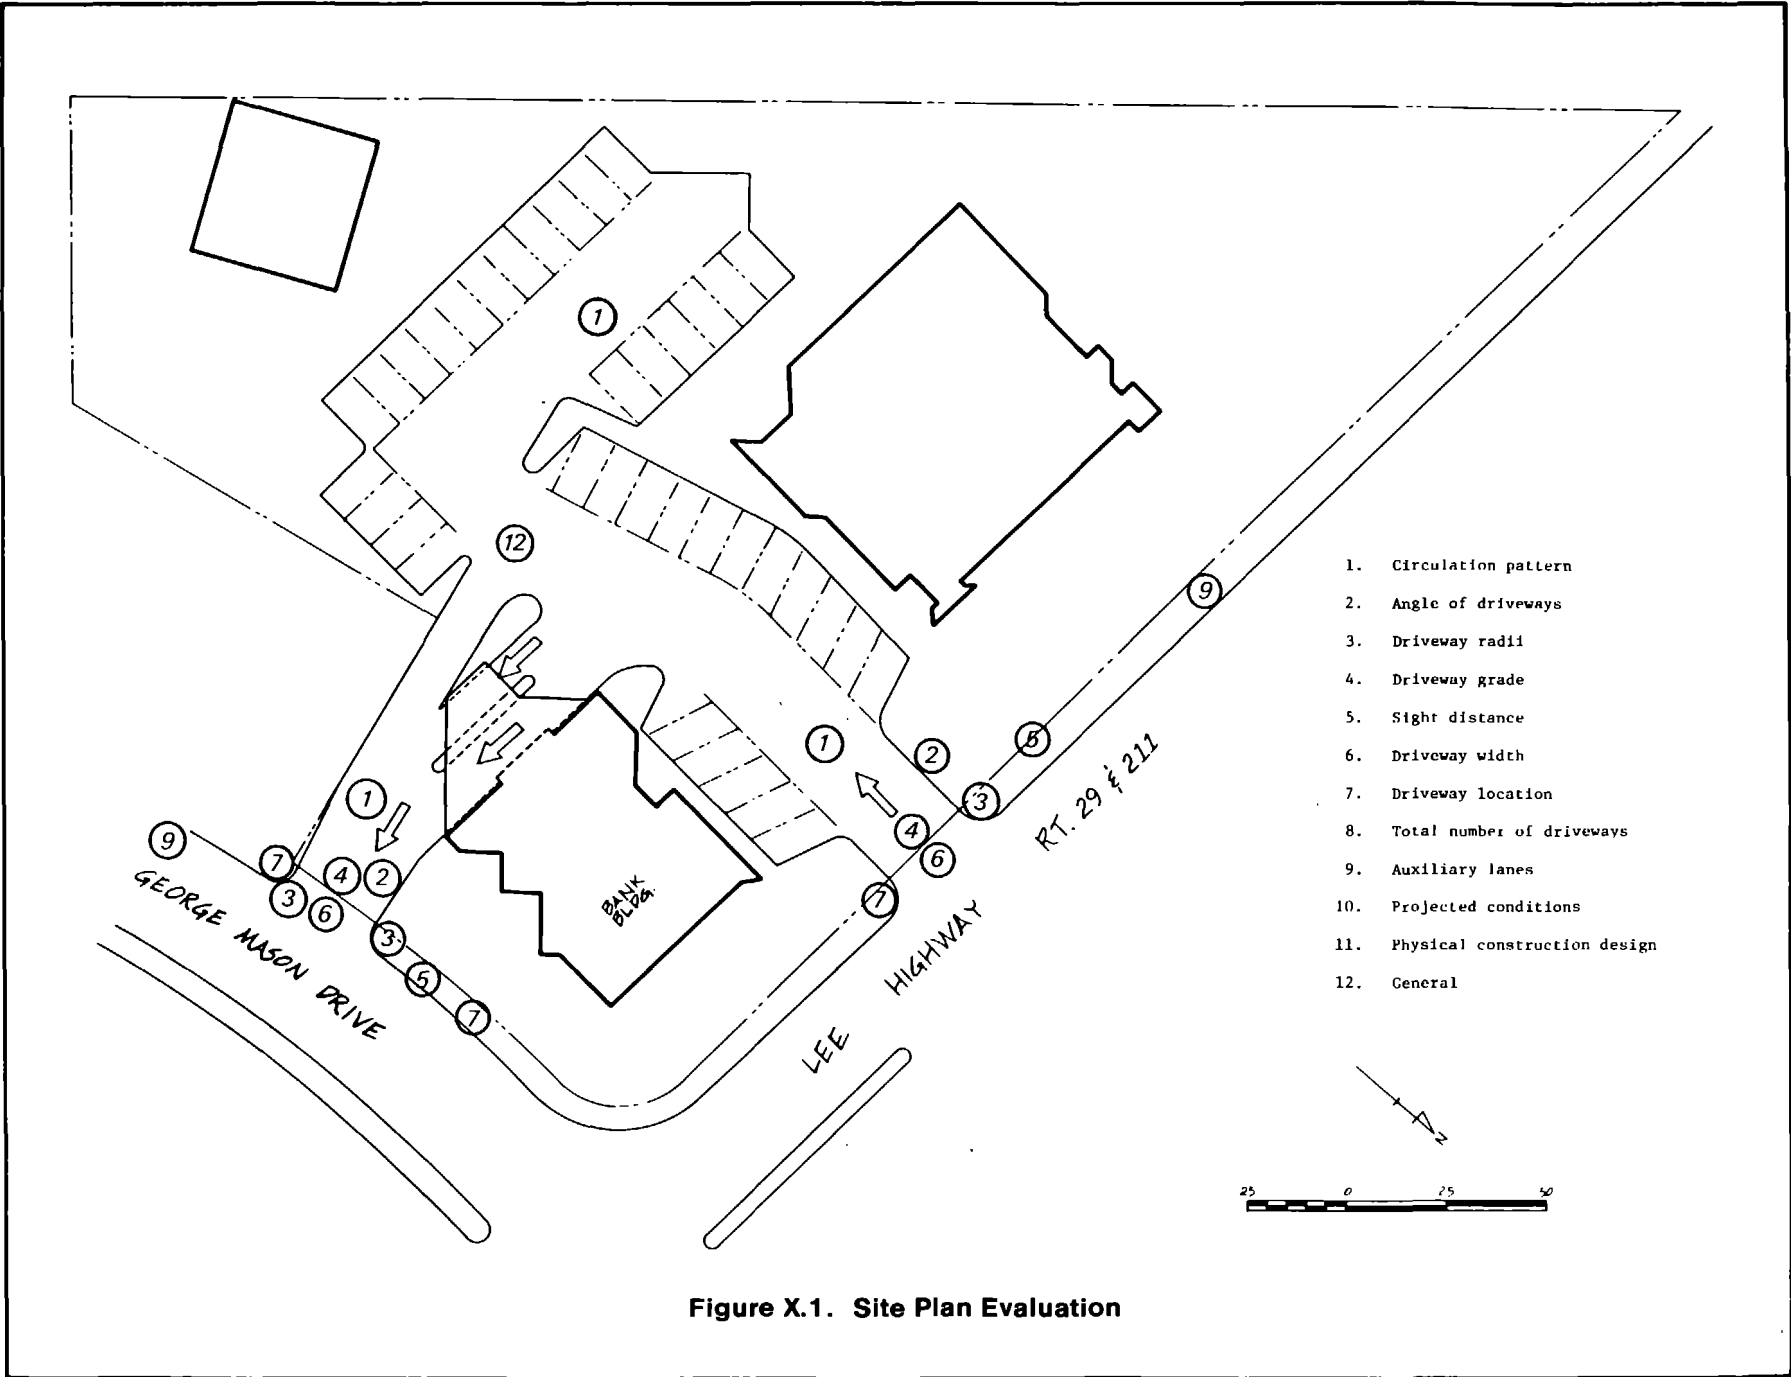 1
12
1
1
2
5
9
3
4
6
7
9
7
4
2
3
6
3
5
7
BANK
BLDG.
GEORGE MASON DRIVE
LEE HIGHWAY
RT. 29 & 211
1. Circulation pattern
2. Angle of driveways
3. Driveway radii
4. Driveway grade
5. Sight distance
6. Driveway width
7. Driveway location
8. Total number of driveways
9. Auxiliary lanes
10. Projected conditions
11. Physical construction design
12. General
N
25 0 25 50
Figure X.1. Site Plan Evaluation